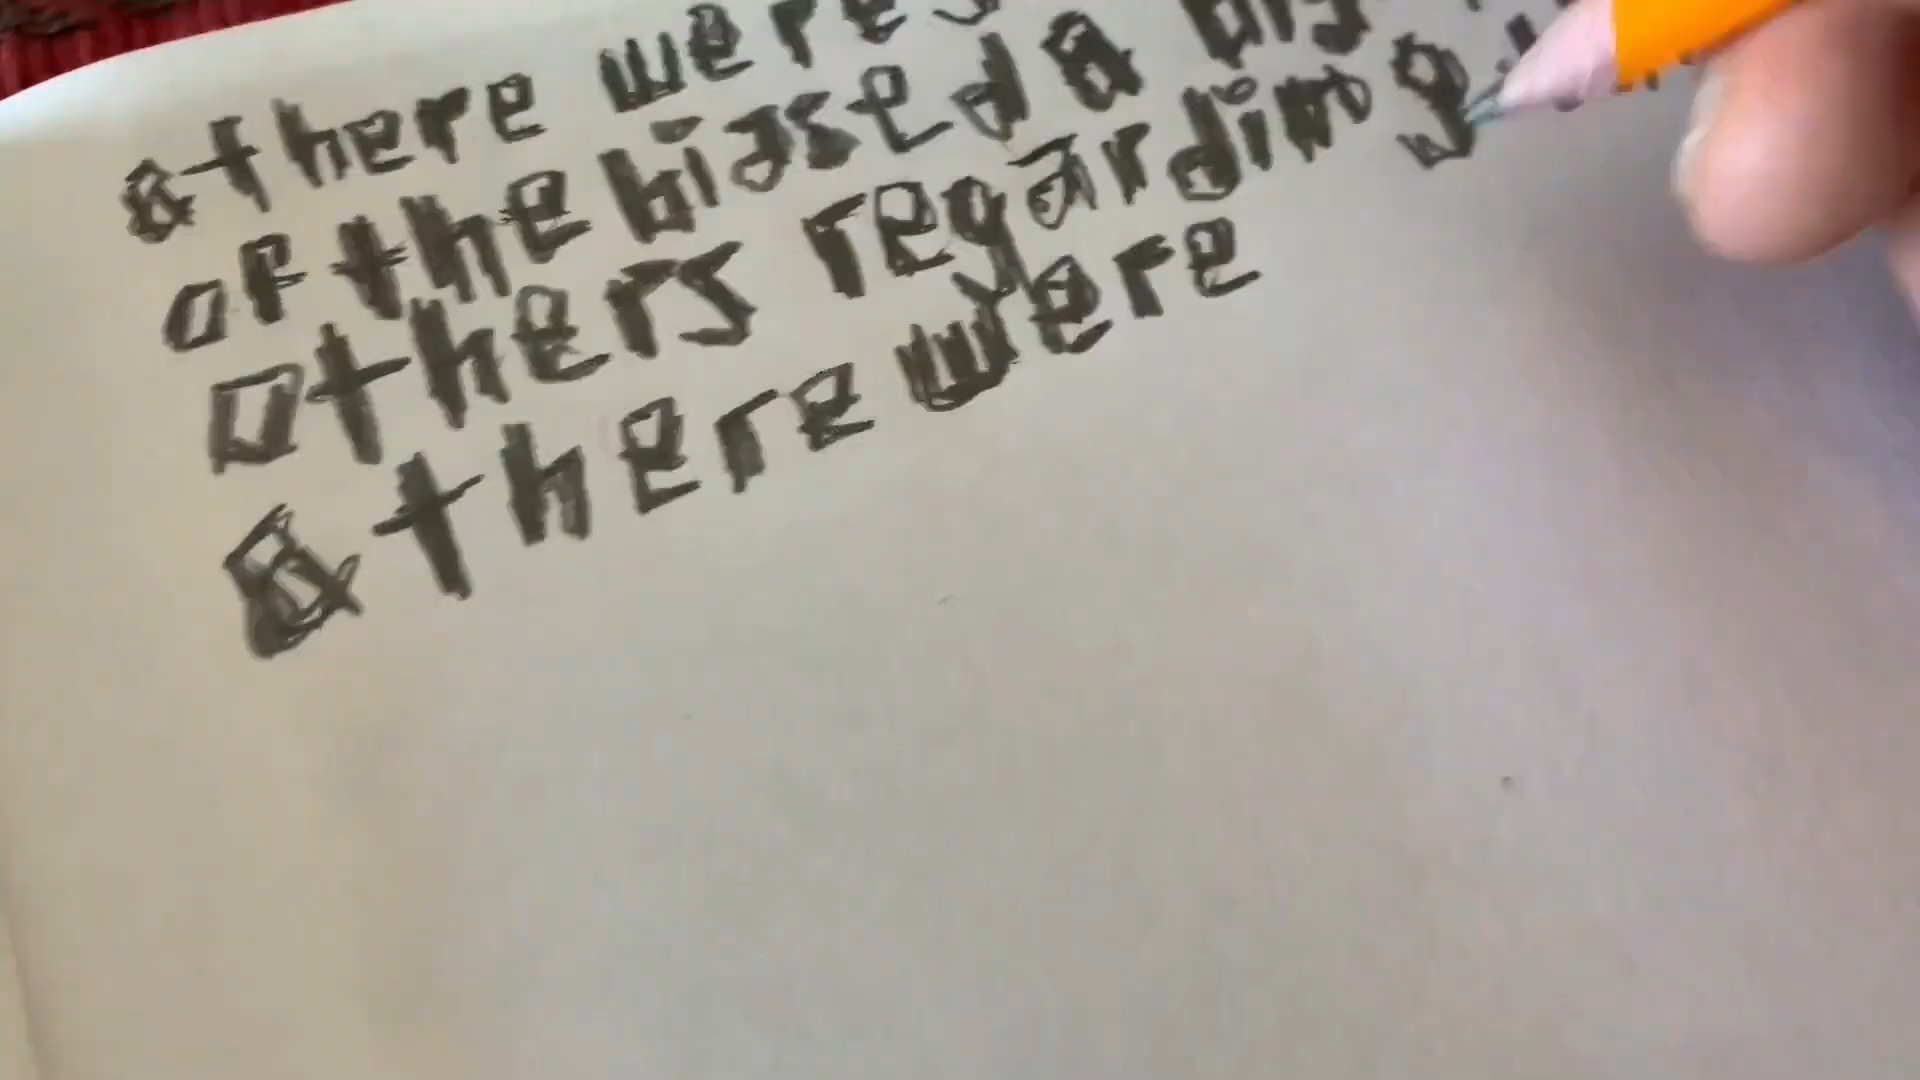 & there were
of the biased &
others regarding
& there were